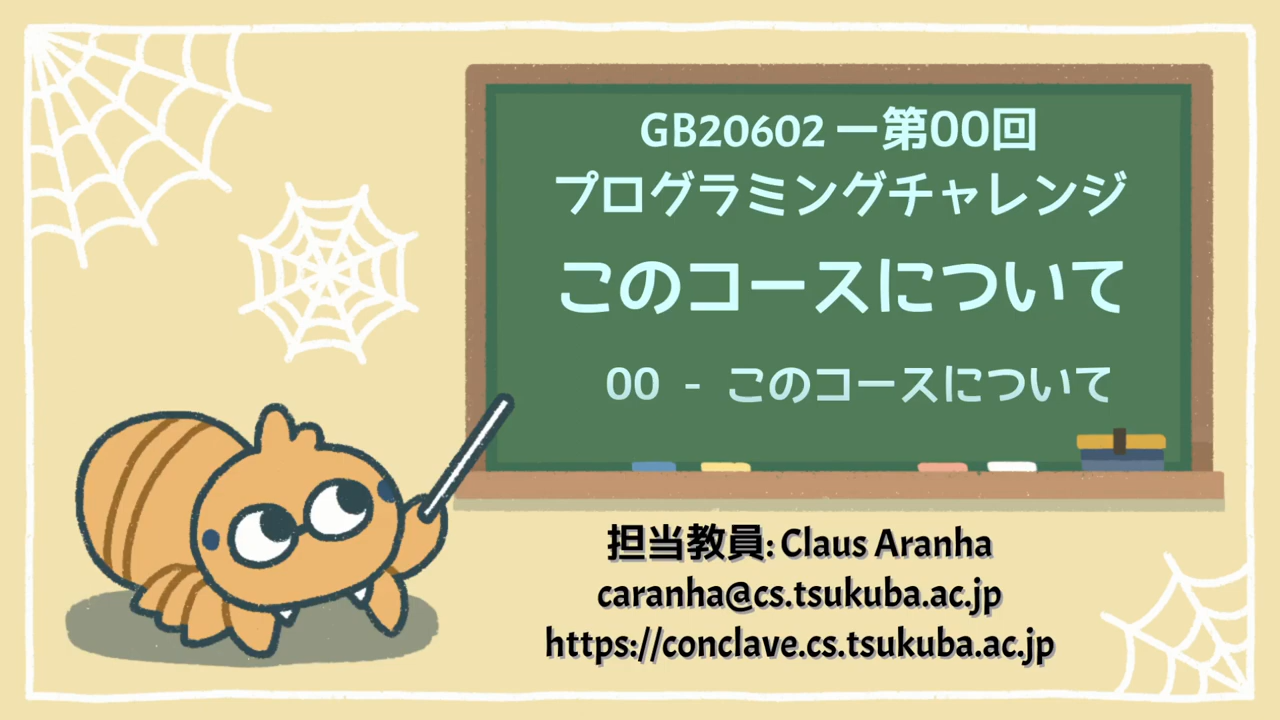 GB20602 ー第00回
プログラミングチャレンジ
このコースについて
00 - このコースについて
担当教員: Claus Aranha
caranha@cs.tsukuba.ac.jp
https://conclave.cs.tsukuba.ac.jp